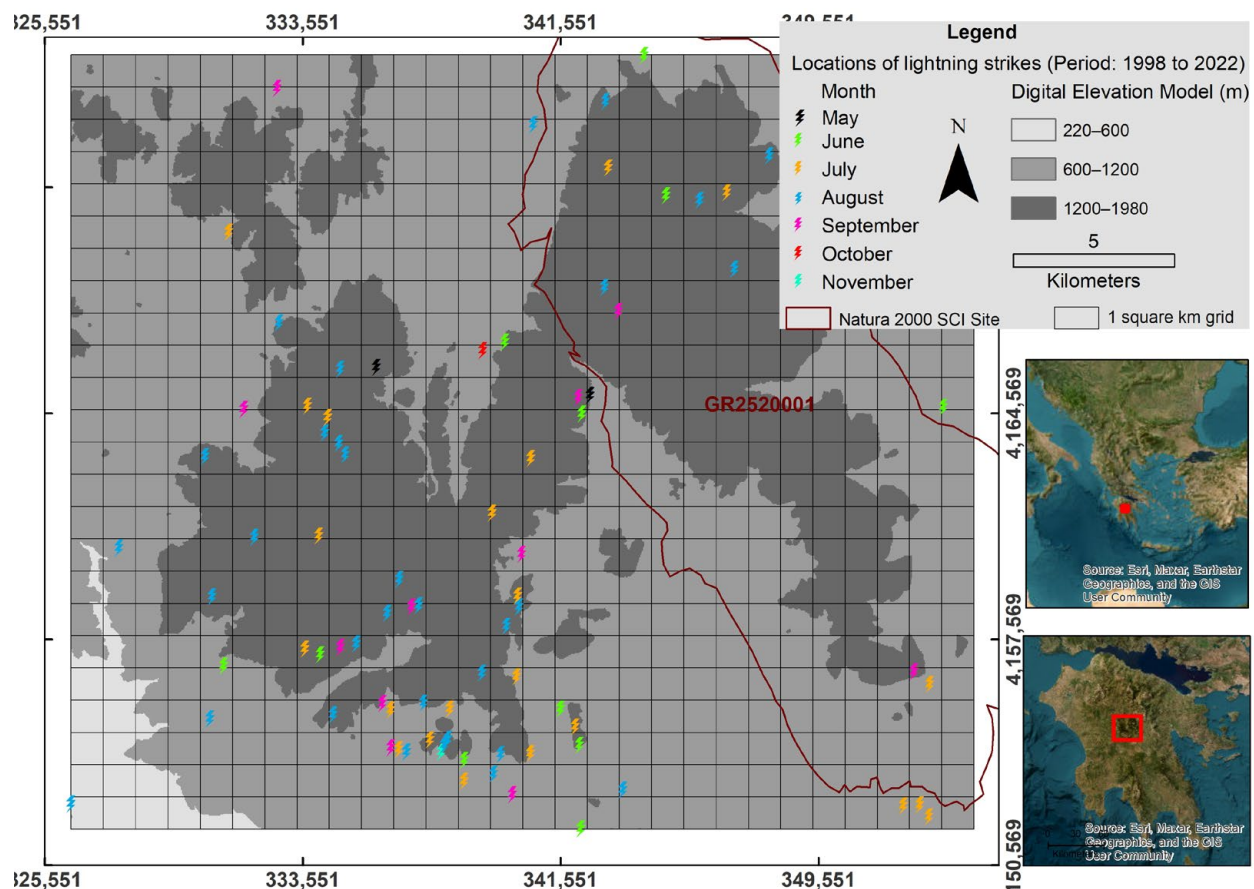 325,551 333,551 341,551 349,551
Legend
Locations of lightning strikes (Period: 1998 to 2022)
Month
May
June
July
August
September
October
November
N
Digital Elevation Model (m)
220–600
600–1200
1200–1980
5
Kilometers
Natura 2000 SCI Site
1 square km grid
GR2520001
4,164,569
4,157,569
150,569
Source: Esri, Maxar, Earthstar
Geographics, and the GIS
User Community
Source: Esri, Maxar, Earthstar
Geographics, and the GIS
User Community
325,551 333,551 341,551 349,551